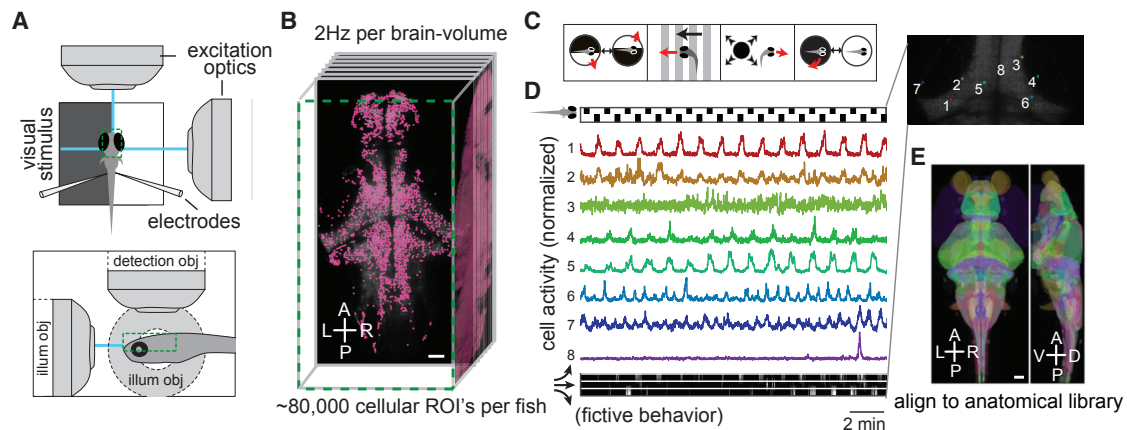 A
excitation
optics
visual
stimulus
electrodes
detection obj
illum obj
illum obj
B
2Hz per brain-volume
A
L R
P
~80,000 cellular ROI's per fish
C
D
cell activity (normalized)
1
2
3
4
5
6
7
8
(fictive behavior)
2 min
8 3
7 2 5 4
1 6
E
A
L R
P
A
V D
P
align to anatomical library